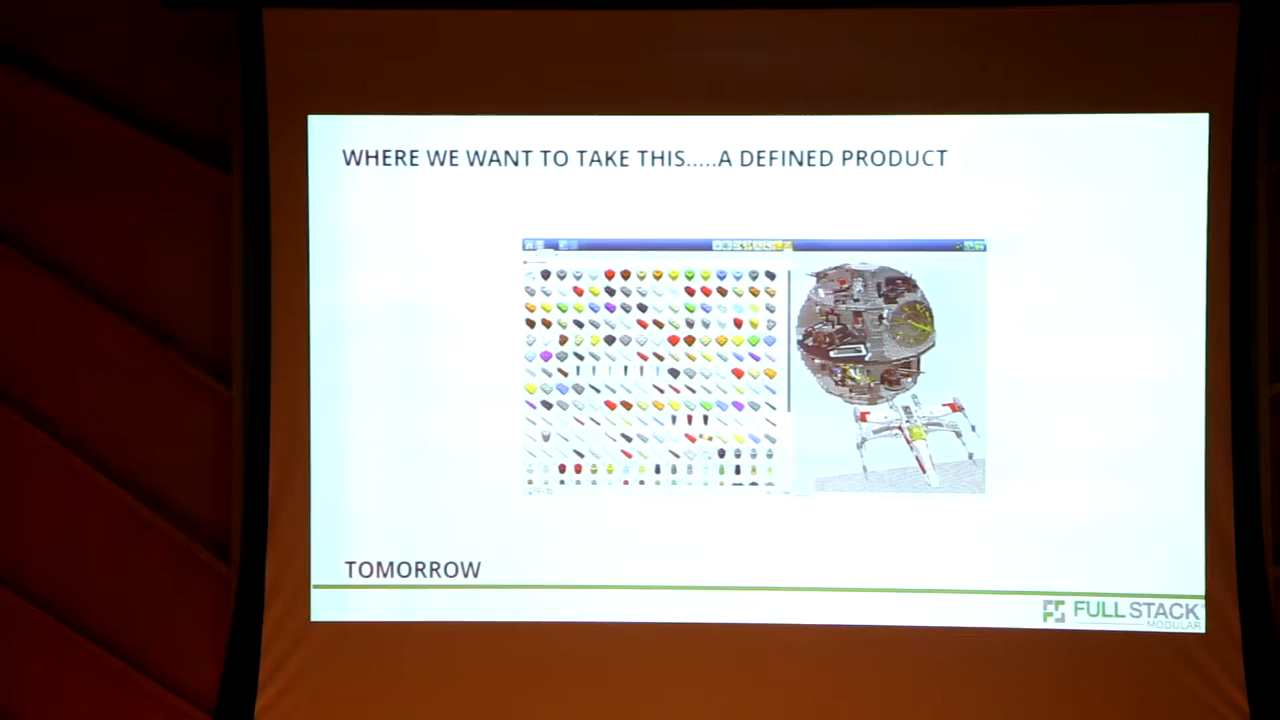 WHERE WE WANT TO TAKE THIS.....A DEFINED PRODUCT
TOMORROW
FULL STACK
MODULAR